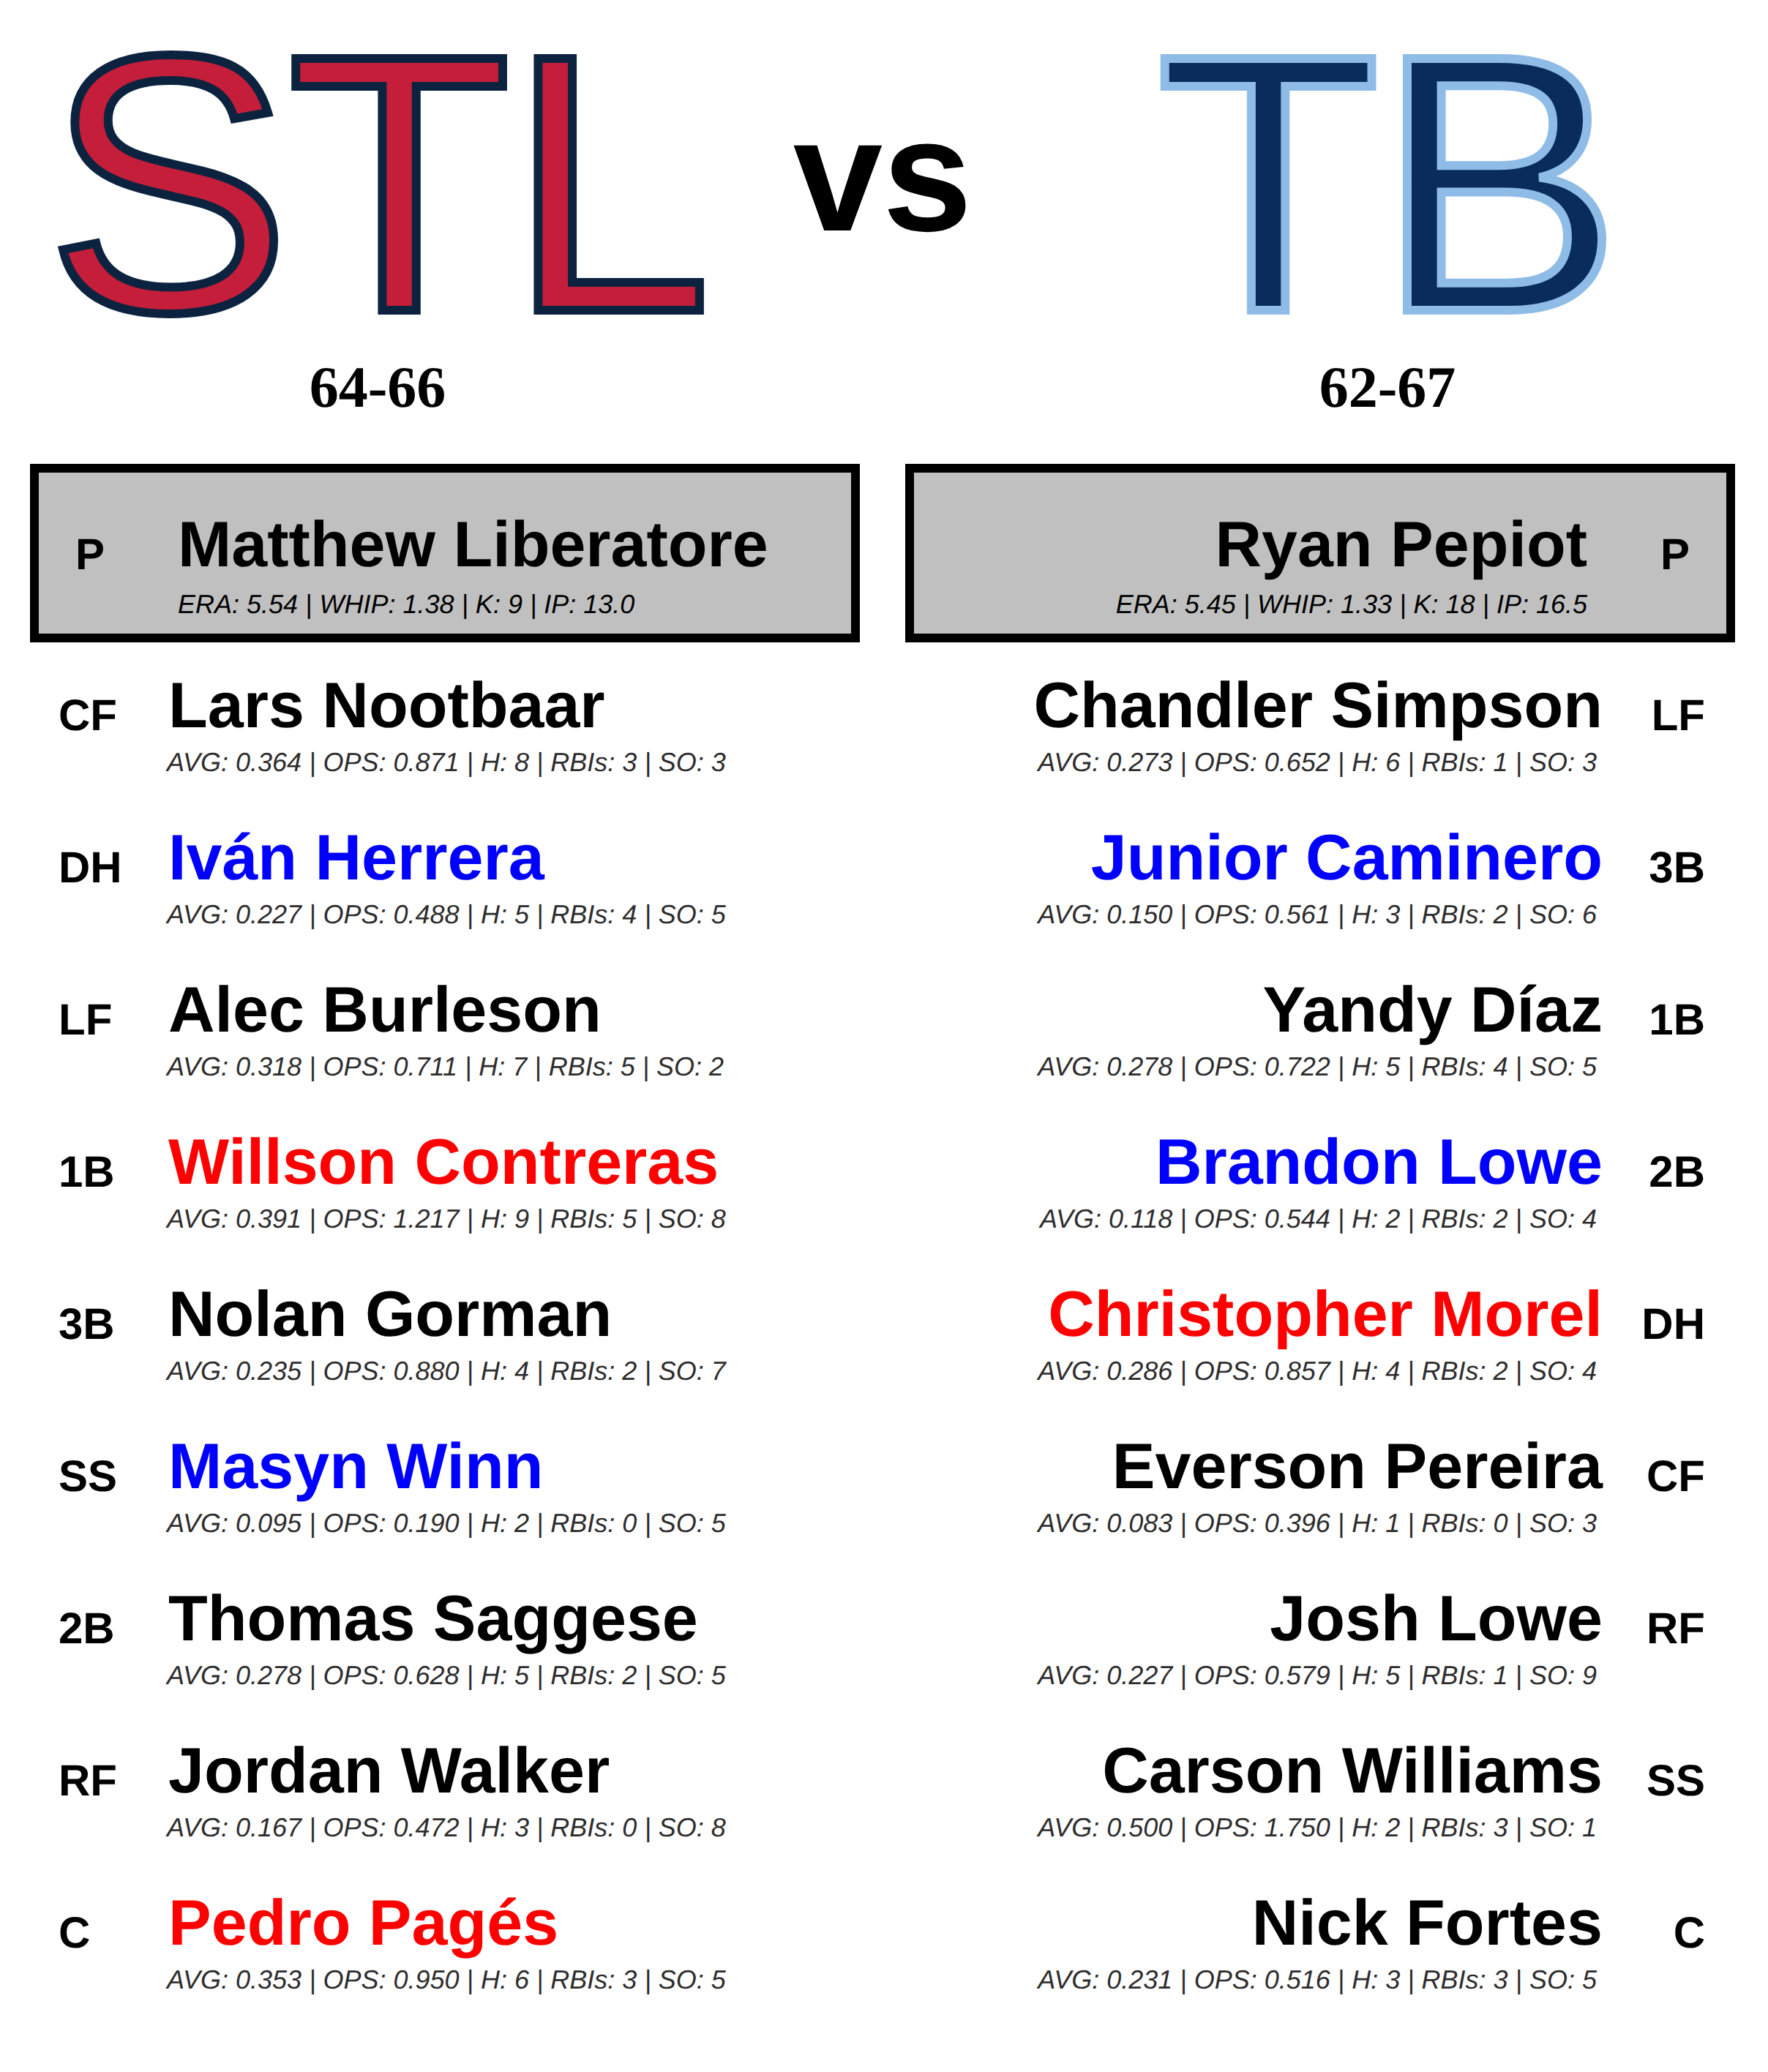 STL vs TB
64-66 62-67
P Matthew Liberatore Ryan Pepiot P
ERA: 5.54 | WHIP: 1.38 | K: 9 | IP: 13.0 ERA: 5.45 | WHIP: 1.33 | K: 18 | IP: 16.5
CF Lars Nootbaar Chandler Simpson LF
AVG: 0.364 | OPS: 0.871 | H: 8 | RBIs: 3 | SO: 3 AVG: 0.273 | OPS: 0.652 | H: 6 | RBIs: 1 | SO: 3
DH Iván Herrera Junior Caminero 3B
AVG: 0.227 | OPS: 0.488 | H: 5 | RBIs: 4 | SO: 5 AVG: 0.150 | OPS: 0.561 | H: 3 | RBIs: 2 | SO: 6
LF Alec Burleson Yandy Díaz 1B
AVG: 0.318 | OPS: 0.711 | H: 7 | RBIs: 5 | SO: 2 AVG: 0.278 | OPS: 0.722 | H: 5 | RBIs: 4 | SO: 5
1B Willson Contreras Brandon Lowe 2B
AVG: 0.391 | OPS: 1.217 | H: 9 | RBIs: 5 | SO: 8 AVG: 0.118 | OPS: 0.544 | H: 2 | RBIs: 2 | SO: 4
3B Nolan Gorman Christopher Morel DH
AVG: 0.235 | OPS: 0.880 | H: 4 | RBIs: 2 | SO: 7 AVG: 0.286 | OPS: 0.857 | H: 4 | RBIs: 2 | SO: 4
SS Masyn Winn Everson Pereira CF
AVG: 0.095 | OPS: 0.190 | H: 2 | RBIs: 0 | SO: 5 AVG: 0.083 | OPS: 0.396 | H: 1 | RBIs: 0 | SO: 3
2B Thomas Saggese Josh Lowe RF
AVG: 0.278 | OPS: 0.628 | H: 5 | RBIs: 2 | SO: 5 AVG: 0.227 | OPS: 0.579 | H: 5 | RBIs: 1 | SO: 9
RF Jordan Walker Carson Williams SS
AVG: 0.167 | OPS: 0.472 | H: 3 | RBIs: 0 | SO: 8 AVG: 0.500 | OPS: 1.750 | H: 2 | RBIs: 3 | SO: 1
C Pedro Pagés Nick Fortes C
AVG: 0.353 | OPS: 0.950 | H: 6 | RBIs: 3 | SO: 5 AVG: 0.231 | OPS: 0.516 | H: 3 | RBIs: 3 | SO: 5